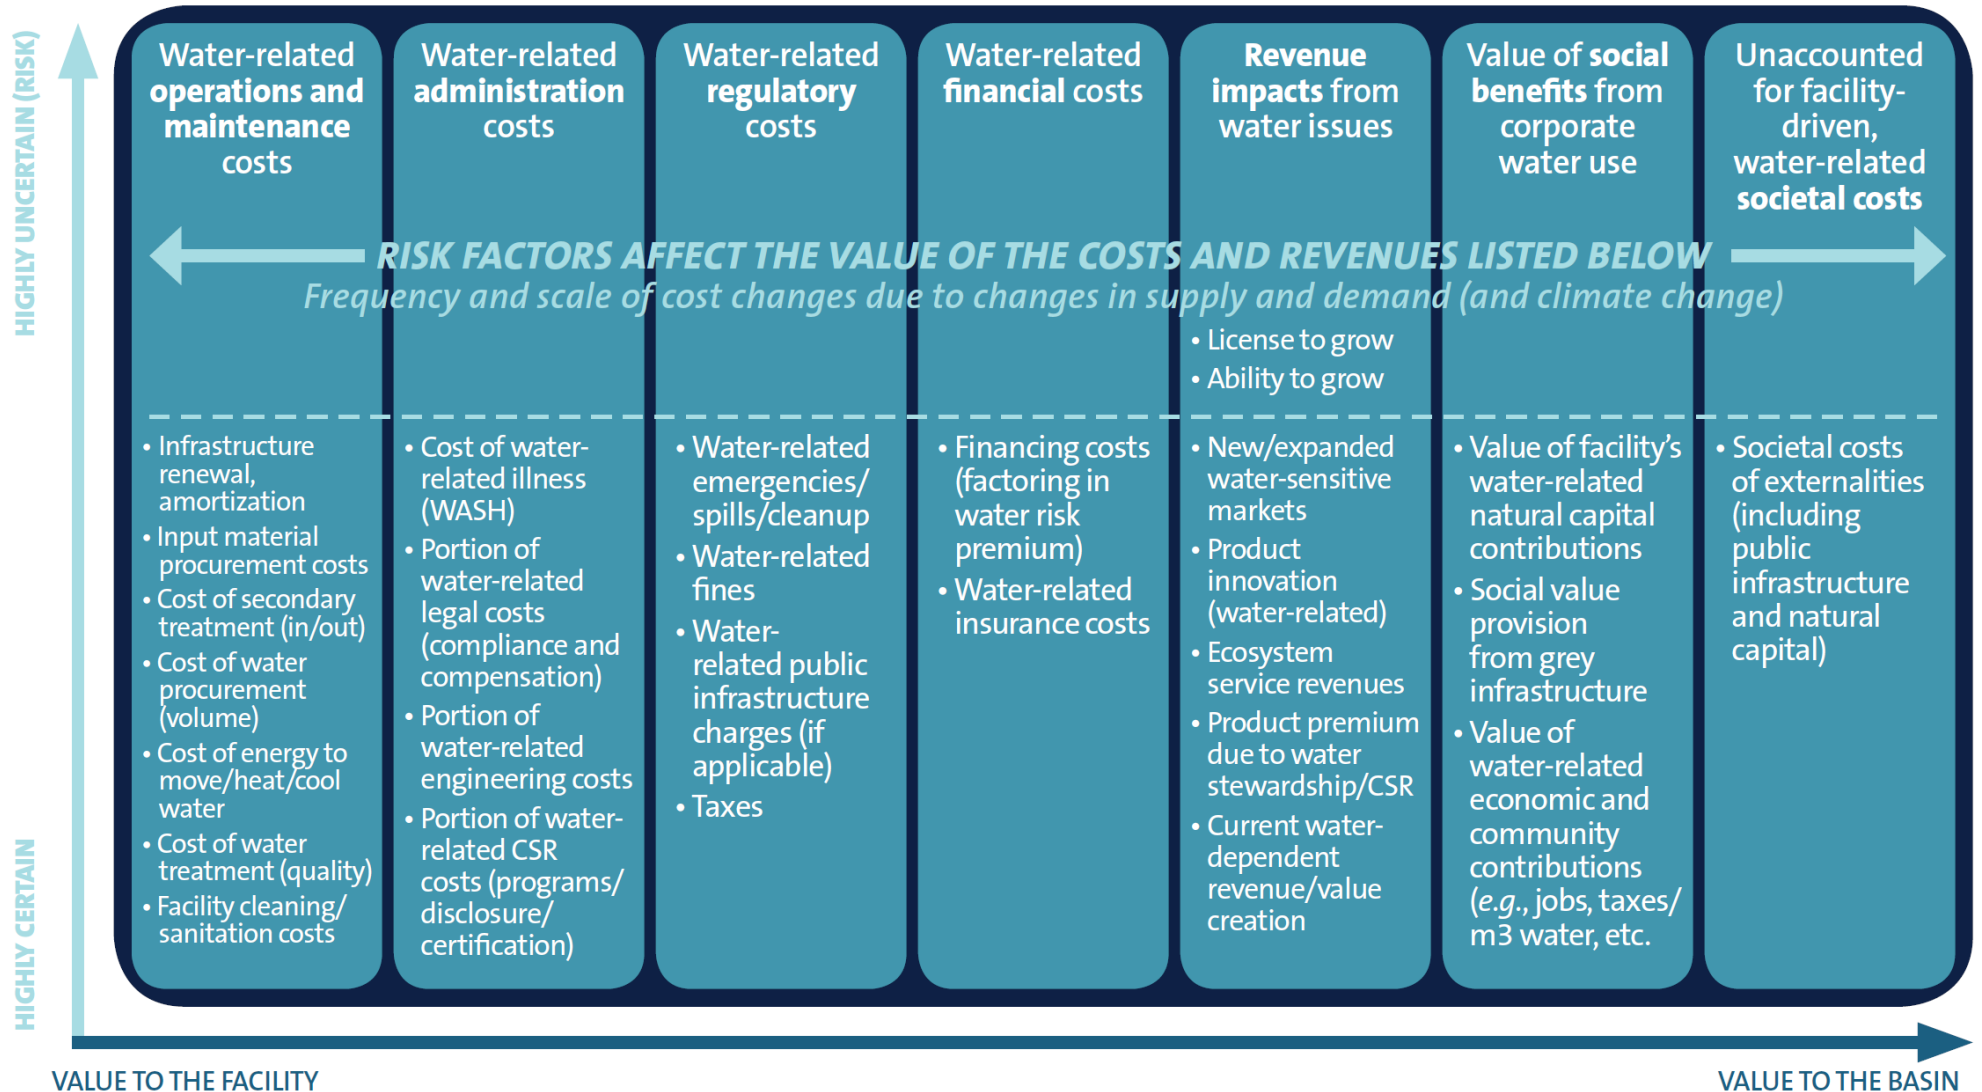 HIGHLY UNCERTAIN (RISK)
HIGHLY CERTAIN
Water-related
operations and
maintenance
costs
Water-related
administration
costs
Water-related
regulatory
costs
Water-related
financial costs
Revenue
impacts from
water issues
Value of social
benefits from
corporate
water use
Unaccounted
for facility-
driven,
water-related
societal costs
RISK FACTORS AFFECT THE VALUE OF THE COSTS AND REVENUES LISTED BELOW
Frequency and scale of cost changes due to changes in supply and demand (and climate change)
• License to grow
• Ability to grow
• Infrastructure
renewal,
amortization
• Input material
procurement costs
• Cost of secondary
treatment (in/out)
• Cost of water
procurement
(volume)
• Cost of energy to
move/heat/cool
water
• Cost of water
treatment (quality)
• Facility cleaning/
sanitation costs
• Cost of water-
related illness
(WASH)
• Portion of
water-related
legal costs
(compliance and
compensation)
• Portion of
water-related
engineering costs
• Portion of water-
related CSR
costs (programs/
disclosure/
certification)
• Water-related
emergencies/
spills/cleanup
• Water-related
fines
• Water-
related public
infrastructure
charges (if
applicable)
• Taxes
• Financing costs
(factoring in
water risk
premium)
• Water-related
insurance costs
• New/expanded
water-sensitive
markets
• Product
innovation
(water-related)
• Ecosystem
service revenues
• Product premium
due to water
stewardship/CSR
• Current water-
dependent
revenue/value
creation
• Value of facility’s
water-related
natural capital
contributions
• Social value
provision
from grey
infrastructure
• Value of
water-related
economic and
community
contributions
(e.g., jobs, taxes/
m3 water, etc.
• Societal costs
of externalities
(including
public
infrastructure
and natural
capital)
VALUE TO THE FACILITY
VALUE TO THE BASIN